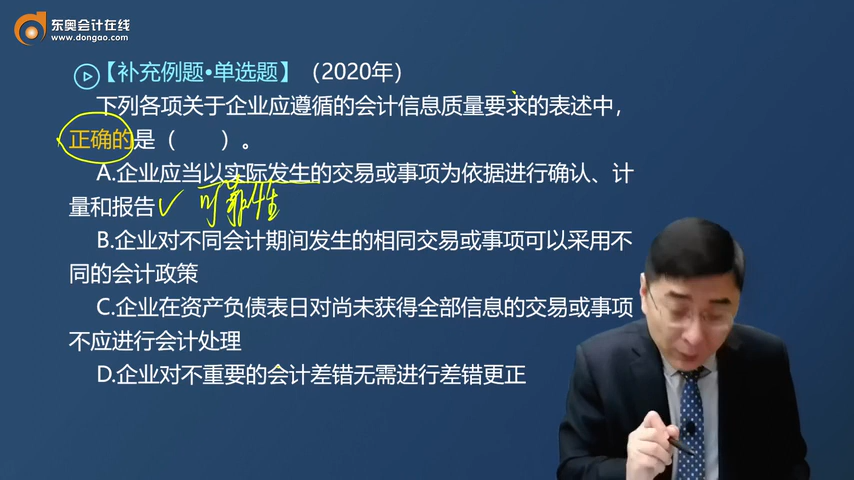 东奥会计在线
www.dongao.com
【补充例题•单选题】（2020年）
下列各项关于企业应遵循的会计信息质量要求的表述中，
正确的是（　　）。
A.企业应当以实际发生的交易或事项为依据进行确认、计
量和报告✓ 可靠性
B.企业对不同会计期间发生的相同交易或事项可以采用不
同的会计政策
C.企业在资产负债表日对尚未获得全部信息的交易或事项
不应进行会计处理
D.企业对不重要的会计差错无需进行差错更正